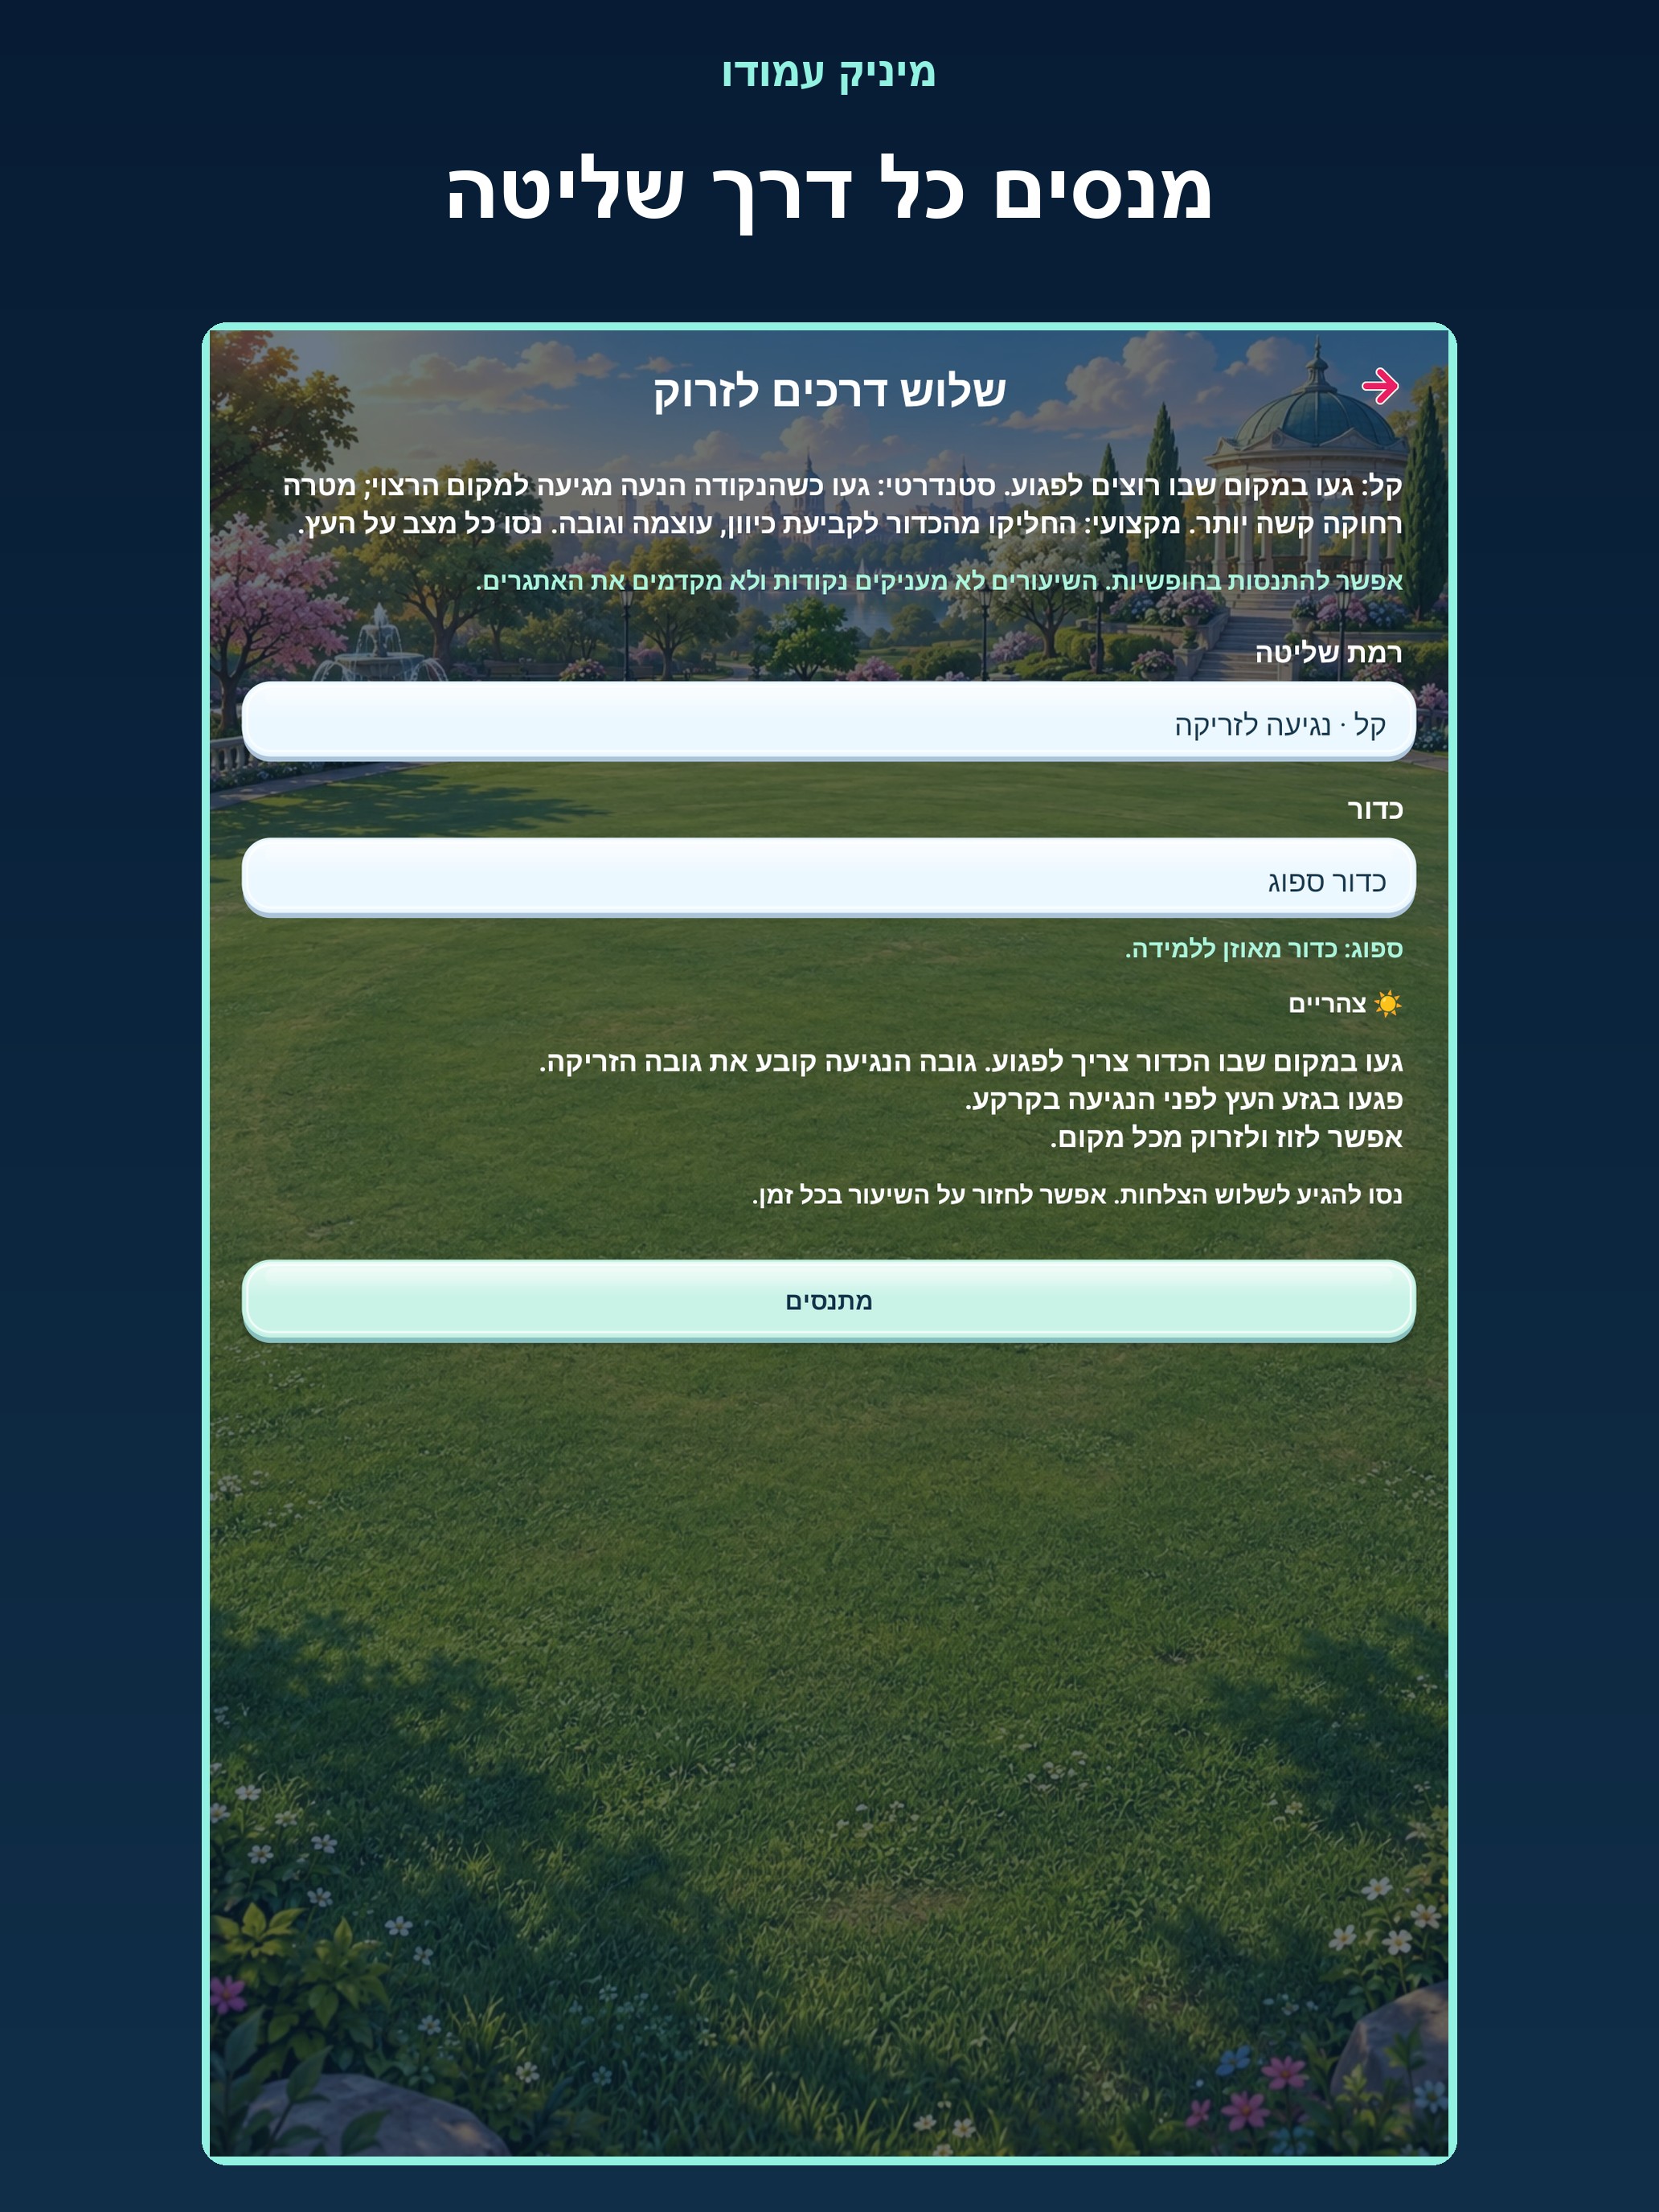 מיניק עמודו
מנסים כל דרך שליטה
שלוש דרכים לזרוק
קל: געו במקום שבו רוצים לפגוע. סטנדרטי: געו כשהנקודה הנעה מגיעה למקום הרצוי; מטרה
רחוקה קשה יותר. מקצועי: החליקו מהכדור לקביעת כיוון, עוצמה וגובה. נסו כל מצב על העץ.
אפשר להתנסות בחופשיות. השיעורים לא מעניקים נקודות ולא מקדמים את האתגרים.
רמת שליטה
קל · נגיעה לזריקה
כדור
כדור ספוג
ספוג: כדור מאוזן ללמידה.
☀️ צהריים
געו במקום שבו הכדור צריך לפגוע. גובה הנגיעה קובע את גובה הזריקה.
פגעו בגזע העץ לפני הנגיעה בקרקע.
אפשר לזוז ולזרוק מכל מקום.
נסו להגיע לשלוש הצלחות. אפשר לחזור על השיעור בכל זמן.
מתנסים